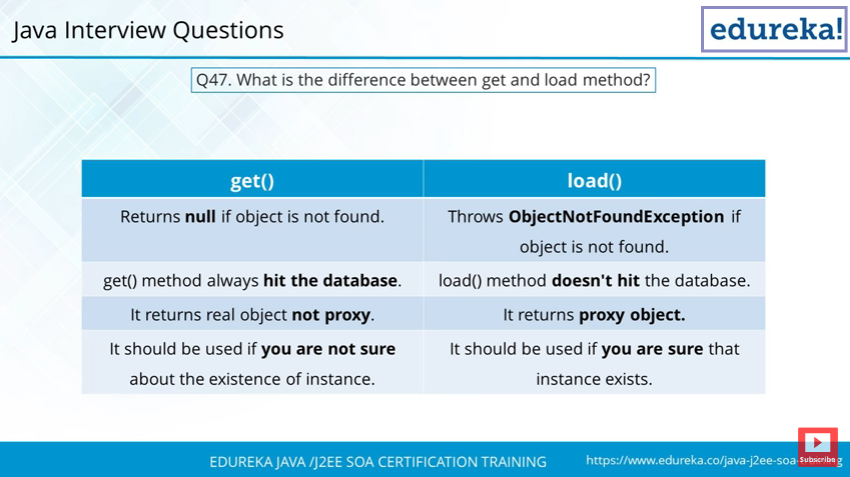 Java Interview Questions
edureka!
Q47. What is the difference between get and load method?
get()
load()
Returns null if object is not found.
Throws ObjectNotFoundException if
object is not found.
get() method always hit the database.
load() method doesn't hit the database.
It returns real object not proxy.
It returns proxy object.
It should be used if you are not sure
about the existence of instance.
It should be used if you are sure that
instance exists.
Subscribe
EDUREKA JAVA /J2EE SOA CERTIFICATION TRAINING
https://www.edureka.co/java-j2ee-soa-